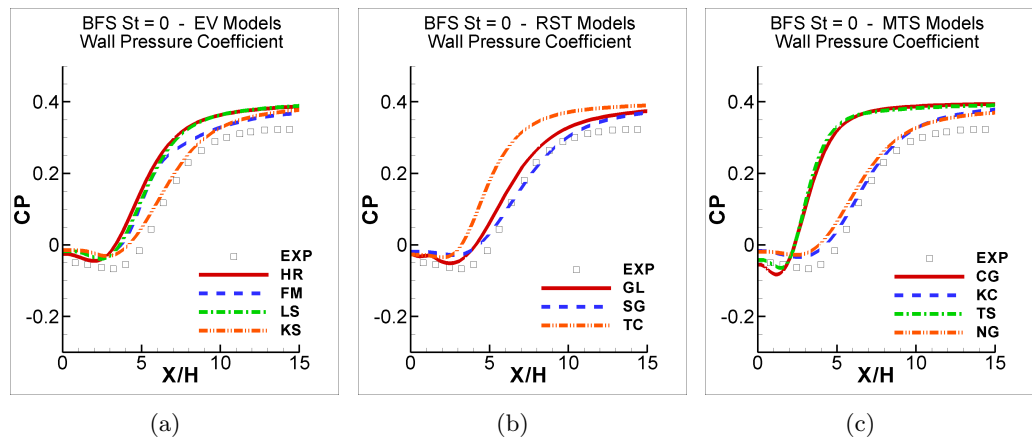 BFS St = 0 - EV Models
Wall Pressure Coefficient
CP
0.4
0.2
0
-0.2
0 5 10 15
X/H
EXP
HR
FM
LS
KS
(a)
BFS St = 0 - RST Models
Wall Pressure Coefficient
CP
0.4
0.2
0
-0.2
0 5 10 15
X/H
EXP
GL
SG
TC
(b)
BFS St = 0 - MTS Models
Wall Pressure Coefficient
CP
0.4
0.2
0
-0.2
0 5 10 15
X/H
EXP
CG
KC
TS
NG
(c)